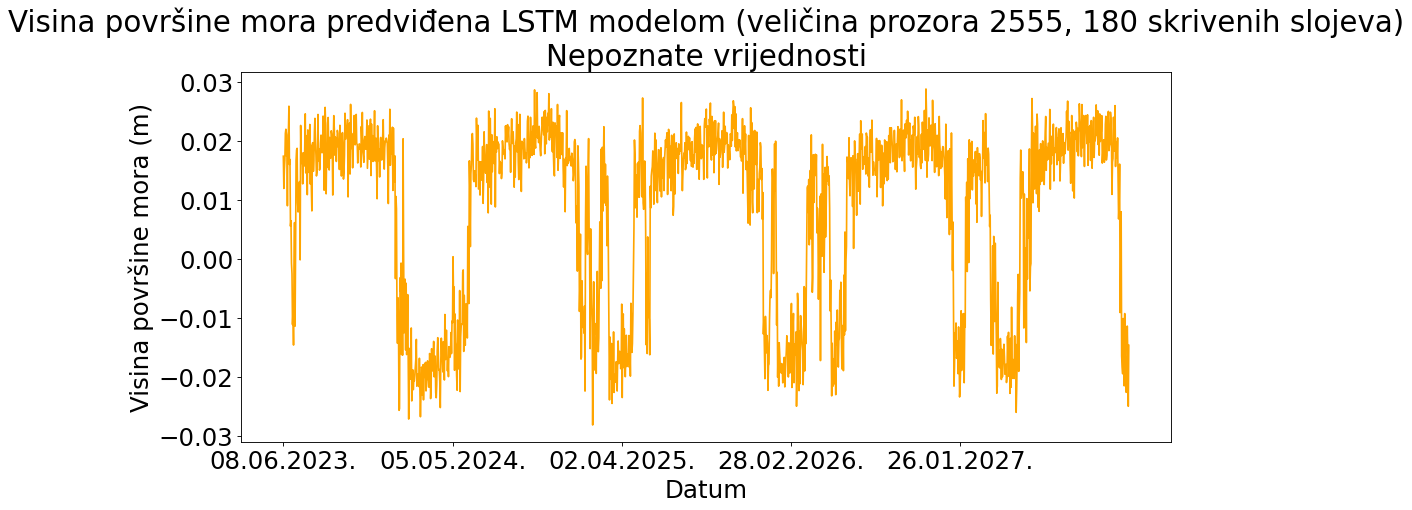 Visina površine mora predviđena LSTM modelom (veličina prozora 2555, 180 skrivenih slojeva)
Nepoznate vrijednosti
Visina površine mora (m)
0.03
0.02
0.01
0.00
−0.01
−0.02
−0.03
08.06.2023. 05.05.2024. 02.04.2025. 28.02.2026. 26.01.2027.
Datum